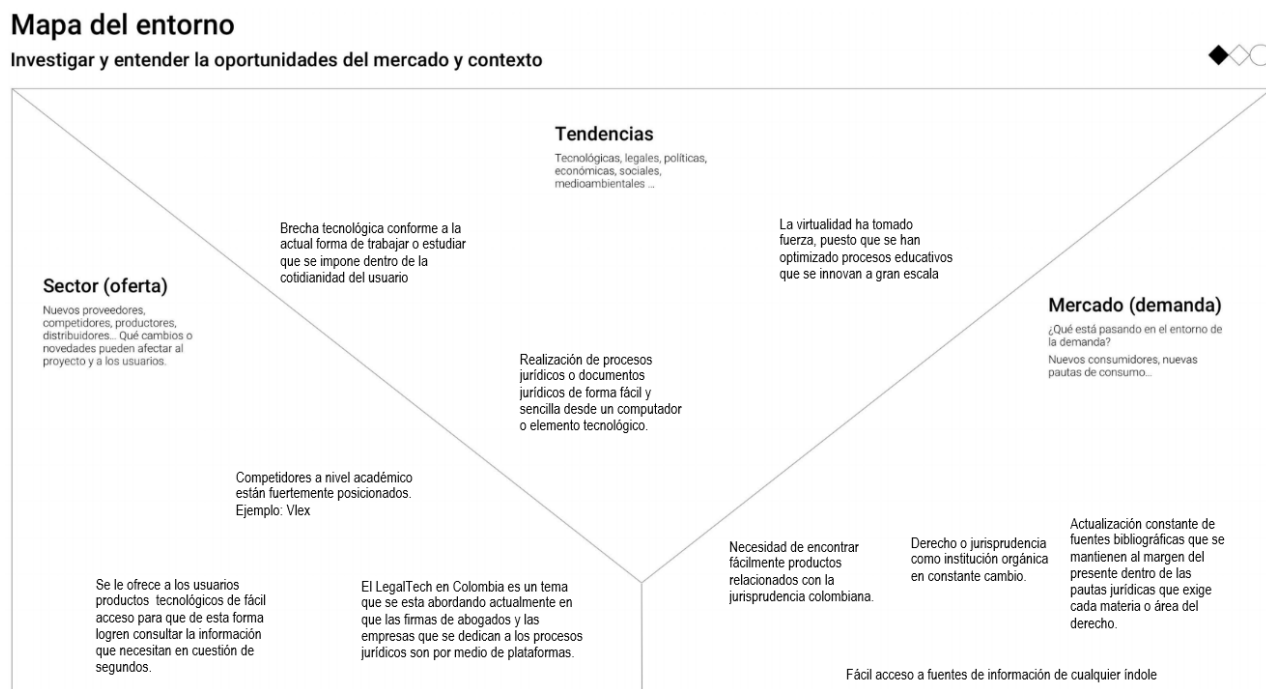 Mapa del entorno
Investigar y entender la oportunidades del mercado y contexto
Tendencias
Tecnológicas, legales, políticas,
económicas, sociales,
medioambientales ...
Brecha tecnológica conforme a la
actual forma de trabajar o estudiar
que se impone dentro de la
cotidianidad del usuario
La virtualidad ha tomado
fuerza, puesto que se han
optimizado procesos educativos
que se innovan a gran escala
Realización de procesos
jurídicos o documentos
jurídicos de forma fácil y
sencilla desde un computador
o elemento tecnológico.
Sector (oferta)
Nuevos proveedores,
competidores, productores,
distribuidores... Qué cambios o
novedades pueden afectar al
proyecto y a los usuarios.
Competidores a nivel académico
están fuertemente posicionados.
Ejemplo: Vlex
Se le ofrece a los usuarios
productos tecnológicos de fácil
acceso para que de esta forma
logren consultar la información
que necesitan en cuestión de
segundos.
El LegalTech en Colombia es un tema
que se esta abordando actualmente en
que las firmas de abogados y las
empresas que se dedican a los procesos
jurídicos son por medio de plataformas.
Mercado (demanda)
¿Qué está pasando en el entorno de
la demanda?
Nuevos consumidores, nuevas
pautas de consumo...
Necesidad de encontrar
fácilmente productos
relacionados con la
jurisprudencia colombiana.
Derecho o jurisprudencia
como institución orgánica
en constante cambio.
Actualización constante de
fuentes bibliográficas que se
mantienen al margen del
presente dentro de las
pautas jurídicas que exige
cada materia o área del
derecho.
Fácil acceso a fuentes de información de cualquier índole